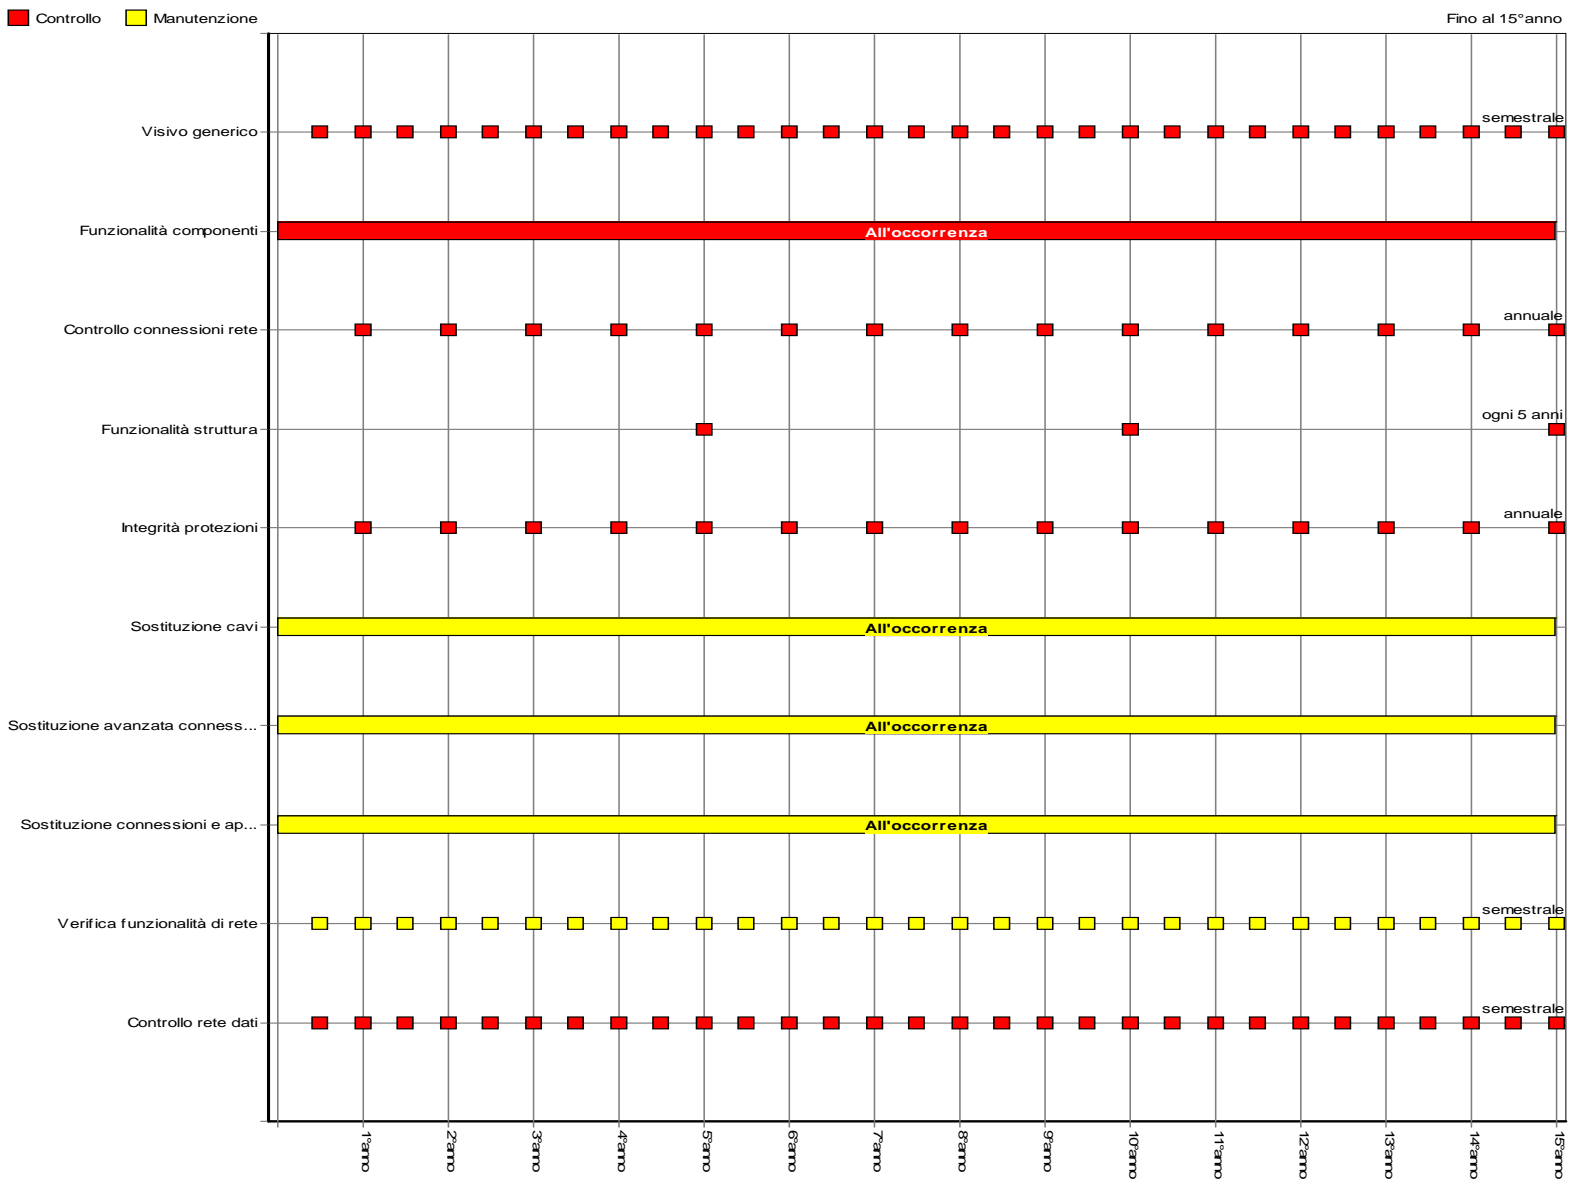 Controllo
Manutenzione
Fino al 15°anno
Visivo generico
semestrale
Funzionalità componenti
All'occorrenza
Controllo connessioni rete
annuale
Funzionalità struttura
ogni 5 anni
Integrità protezioni
annuale
Sostituzione cavi
All'occorrenza
Sostituzione avanzata conness...
All'occorrenza
Sostituzione connessioni e ap...
All'occorrenza
Verifica funzionalità di rete
semestrale
Controllo rete dati
semestrale
1°anno
2°anno
3°anno
4°anno
5°anno
6°anno
7°anno
8°anno
9°anno
10°anno
11°anno
12°anno
13°anno
14°anno
15°anno